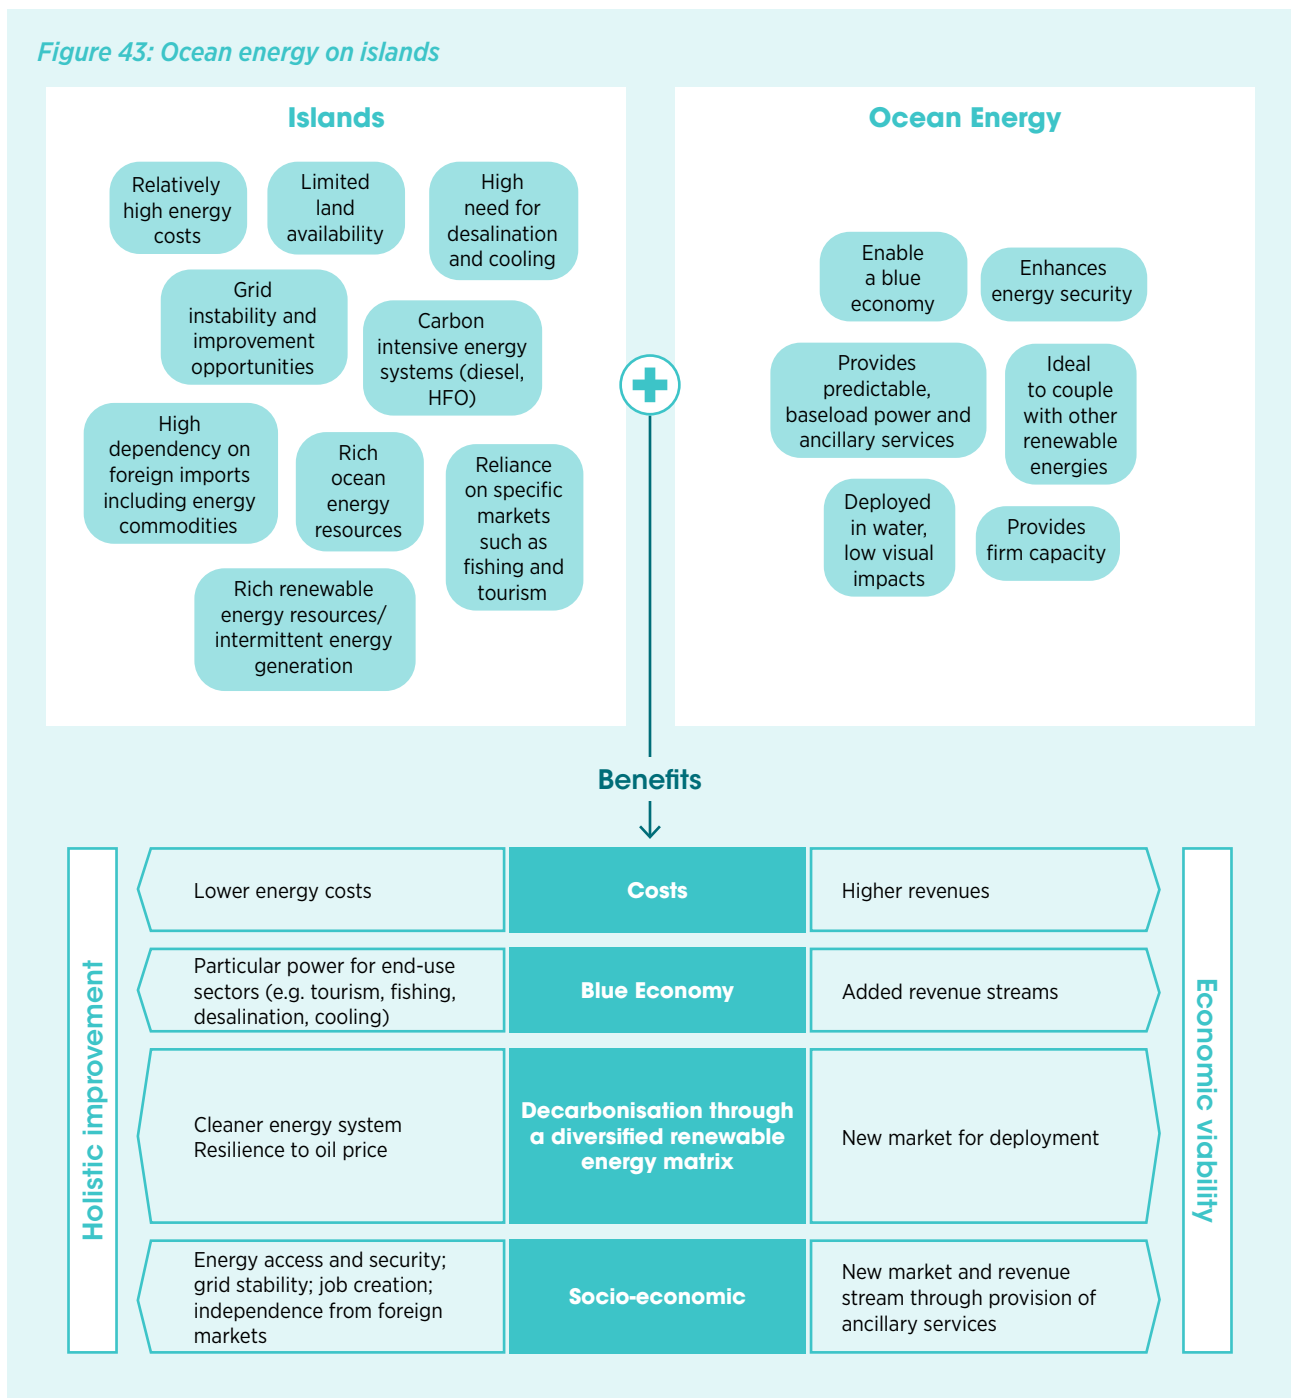 Figure 43: Ocean energy on islands
Islands
Relatively
high energy
costs
Limited
land
availability
High
need for
desalination
and cooling
Grid
instability and
improvement
opportunities
Carbon
intensive energy
systems (diesel,
HFO)
High
dependency on
foreign imports
including energy
commodities
Rich
ocean
energy
resources
Reliance
on specific
markets
such as
fishing and
tourism
Rich renewable
energy resources/
intermittent energy
generation
Ocean Energy
Enable
a blue
economy
Enhances
energy security
Provides
predictable,
baseload power and
ancillary services
Ideal
to couple
with other
renewable
energies
Deployed
in water,
low visual
impacts
Provides
firm capacity
Benefits
Holistic improvement
Lower energy costs
Costs
Higher revenues
Particular power for end-use
sectors (e.g. tourism, fishing,
desalination, cooling)
Blue Economy
Added revenue streams
Cleaner energy system
Resilience to oil price
Decarbonisation through
a diversified renewable
energy matrix
New market for deployment
Energy access and security;
grid stability; job creation;
independence from foreign
markets
Socio-economic
New market and revenue
stream through provision of
ancillary services
Economic viability